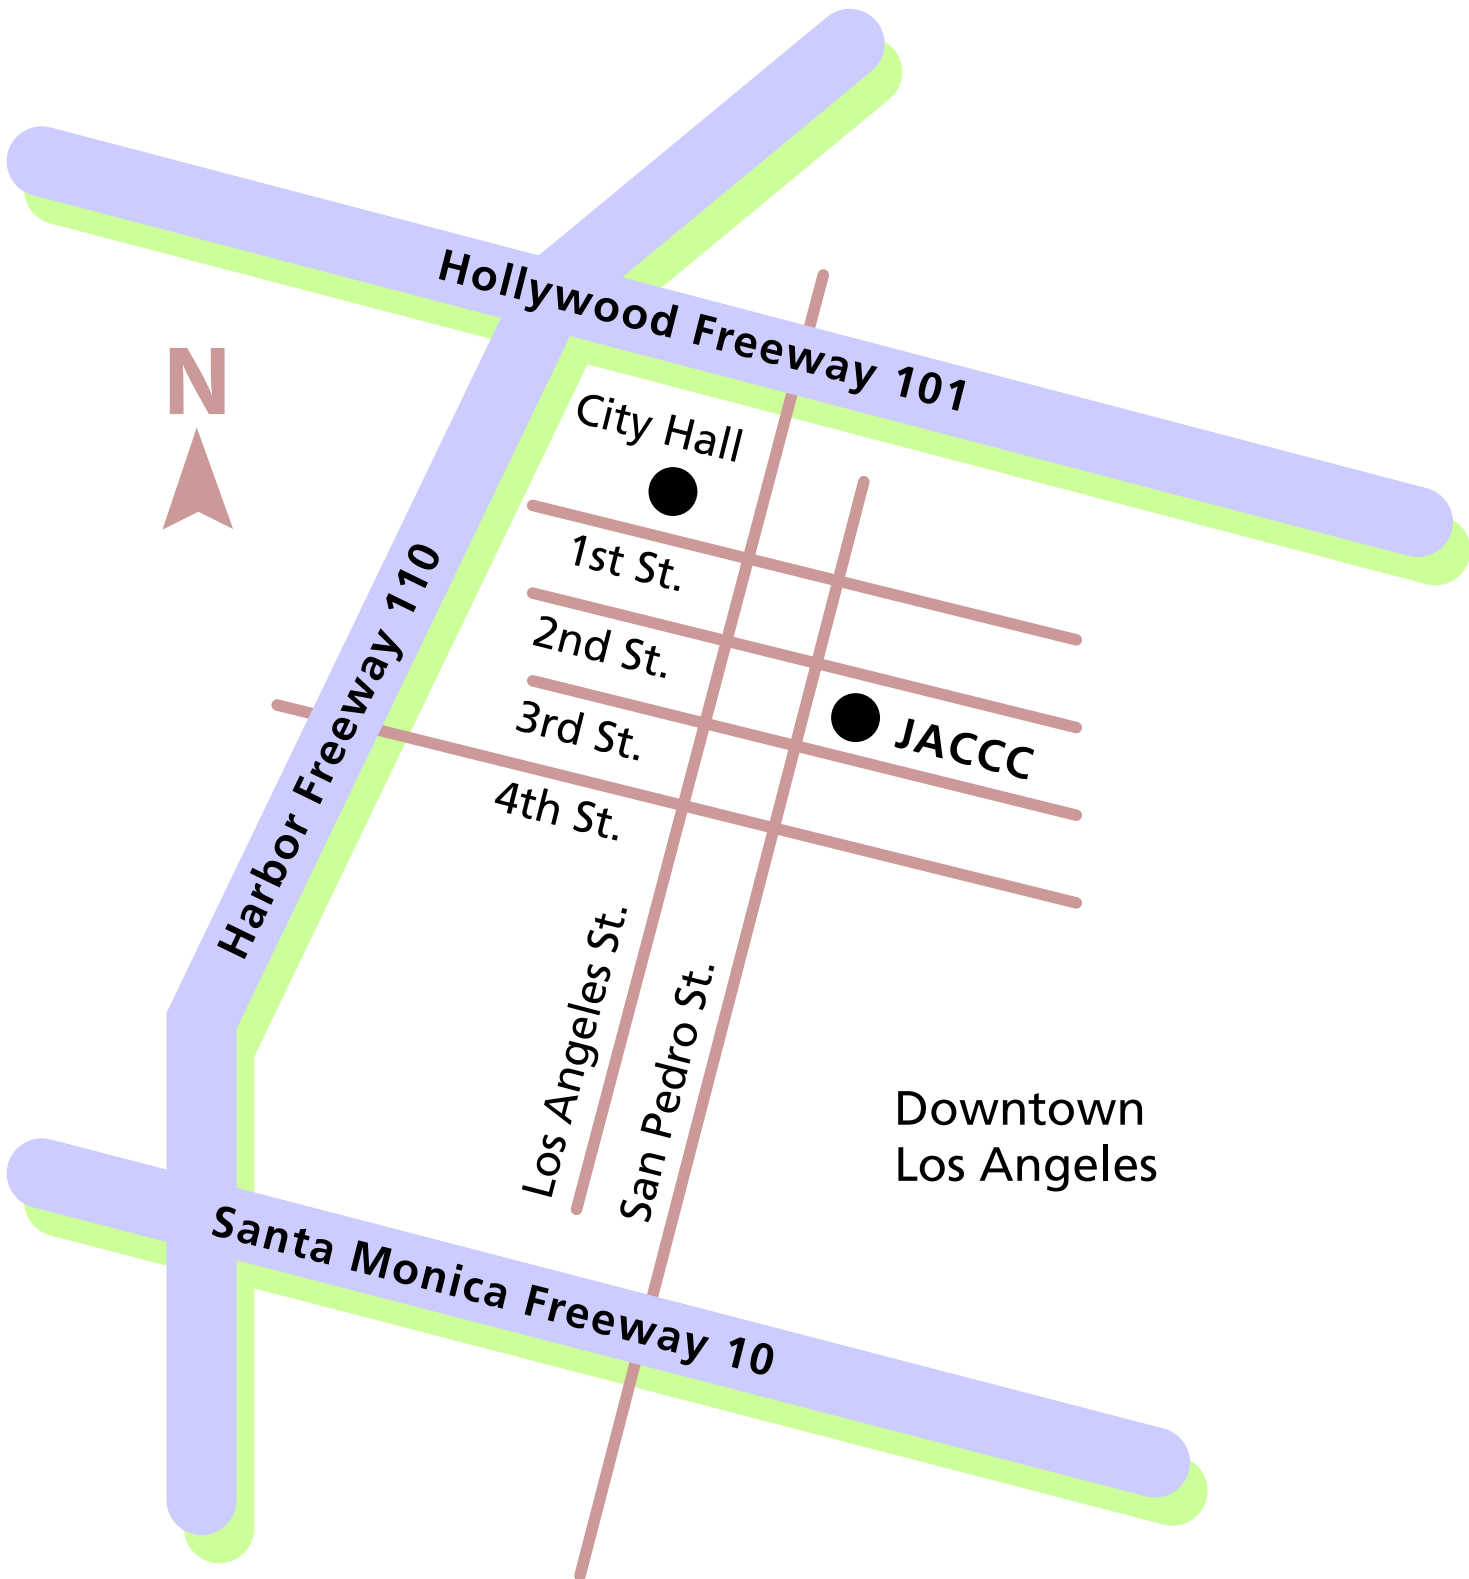 Hollywood Freeway 101
N
City Hall
1st St.
Harbor Freeway 110
2nd St.
3rd St.
JACCC
4th St.
Los Angeles St.
San Pedro St.
Downtown
Los Angeles
Santa Monica Freeway 10